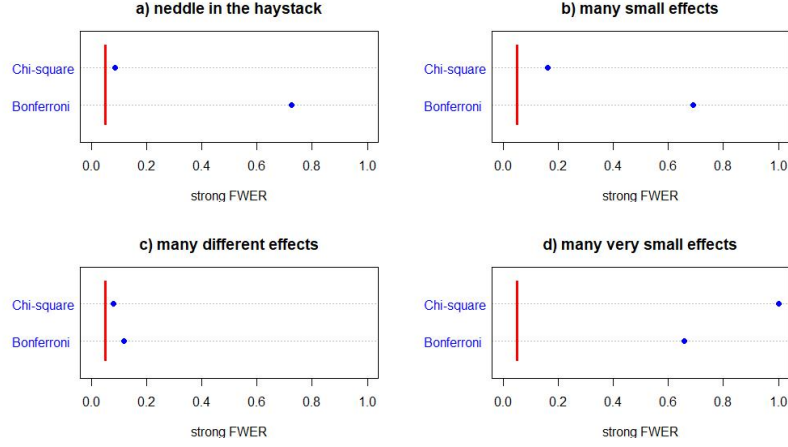 a) neddle in the haystack
Chi-square
Bonferroni
0.0 0.2 0.4 0.6 0.8 1.0
strong FWER
b) many small effects
Chi-square
Bonferroni
0.0 0.2 0.4 0.6 0.8 1.0
strong FWER
c) many different effects
Chi-square
Bonferroni
0.0 0.2 0.4 0.6 0.8 1.0
strong FWER
d) many very small effects
Chi-square
Bonferroni
0.0 0.2 0.4 0.6 0.8 1.0
strong FWER